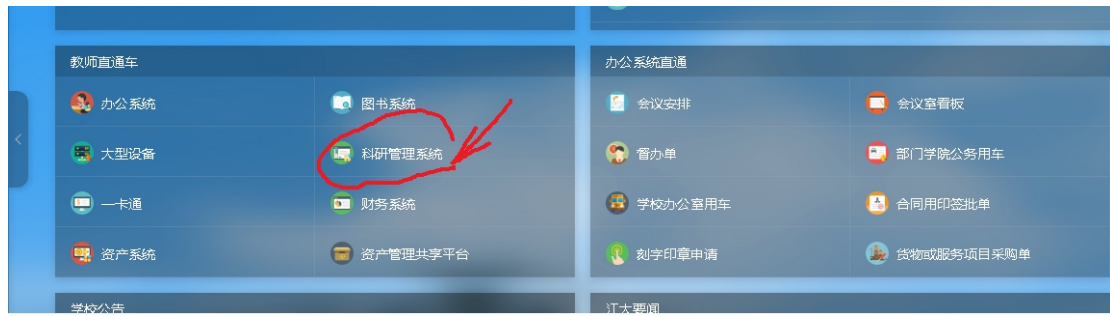 教师直通车
办公系统
图书系统
大型设备
科研管理系统
一卡通
财务系统
资产系统
资产管理共享平台
办公系统直通
会议安排
会议室看板
督办单
部门学院公务用车
学校办公室用车
合同用印签批单
刻字印章申请
货物或服务项目采购单
学校公告
江大要闻